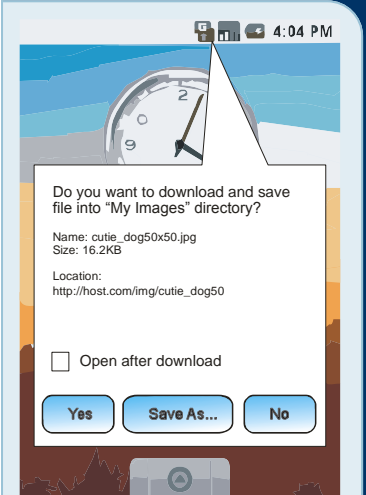 G
4:04 PM
2
9
Do you want to download and save
file into “My Images” directory?
Name: cutie_dog50x50.jpg
Size: 16.2KB
Location:
http://host.com/img/cutie_dog50
Open after download
Yes
Save As...
No